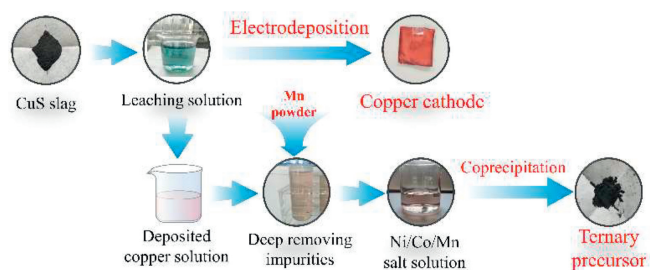 Electrodeposition
CuS slag
Leaching solution
Copper cathode
Mn
powder
Coprecipitation
Deposited
copper solution
Deep removing
impurities
Ni/Co/Mn
salt solution
Ternary
precursor